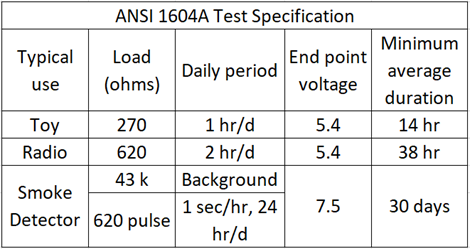 ANSI 1604A Test Specification
Typical use Load (ohms) Daily period End point voltage Minimum average duration
Toy 270 1 hr/d 5.4 14 hr
Radio 620 2 hr/d 5.4 38 hr
Smoke Detector 43 k Background 7.5 30 days
620 pulse 1 sec/hr, 24 hr/d